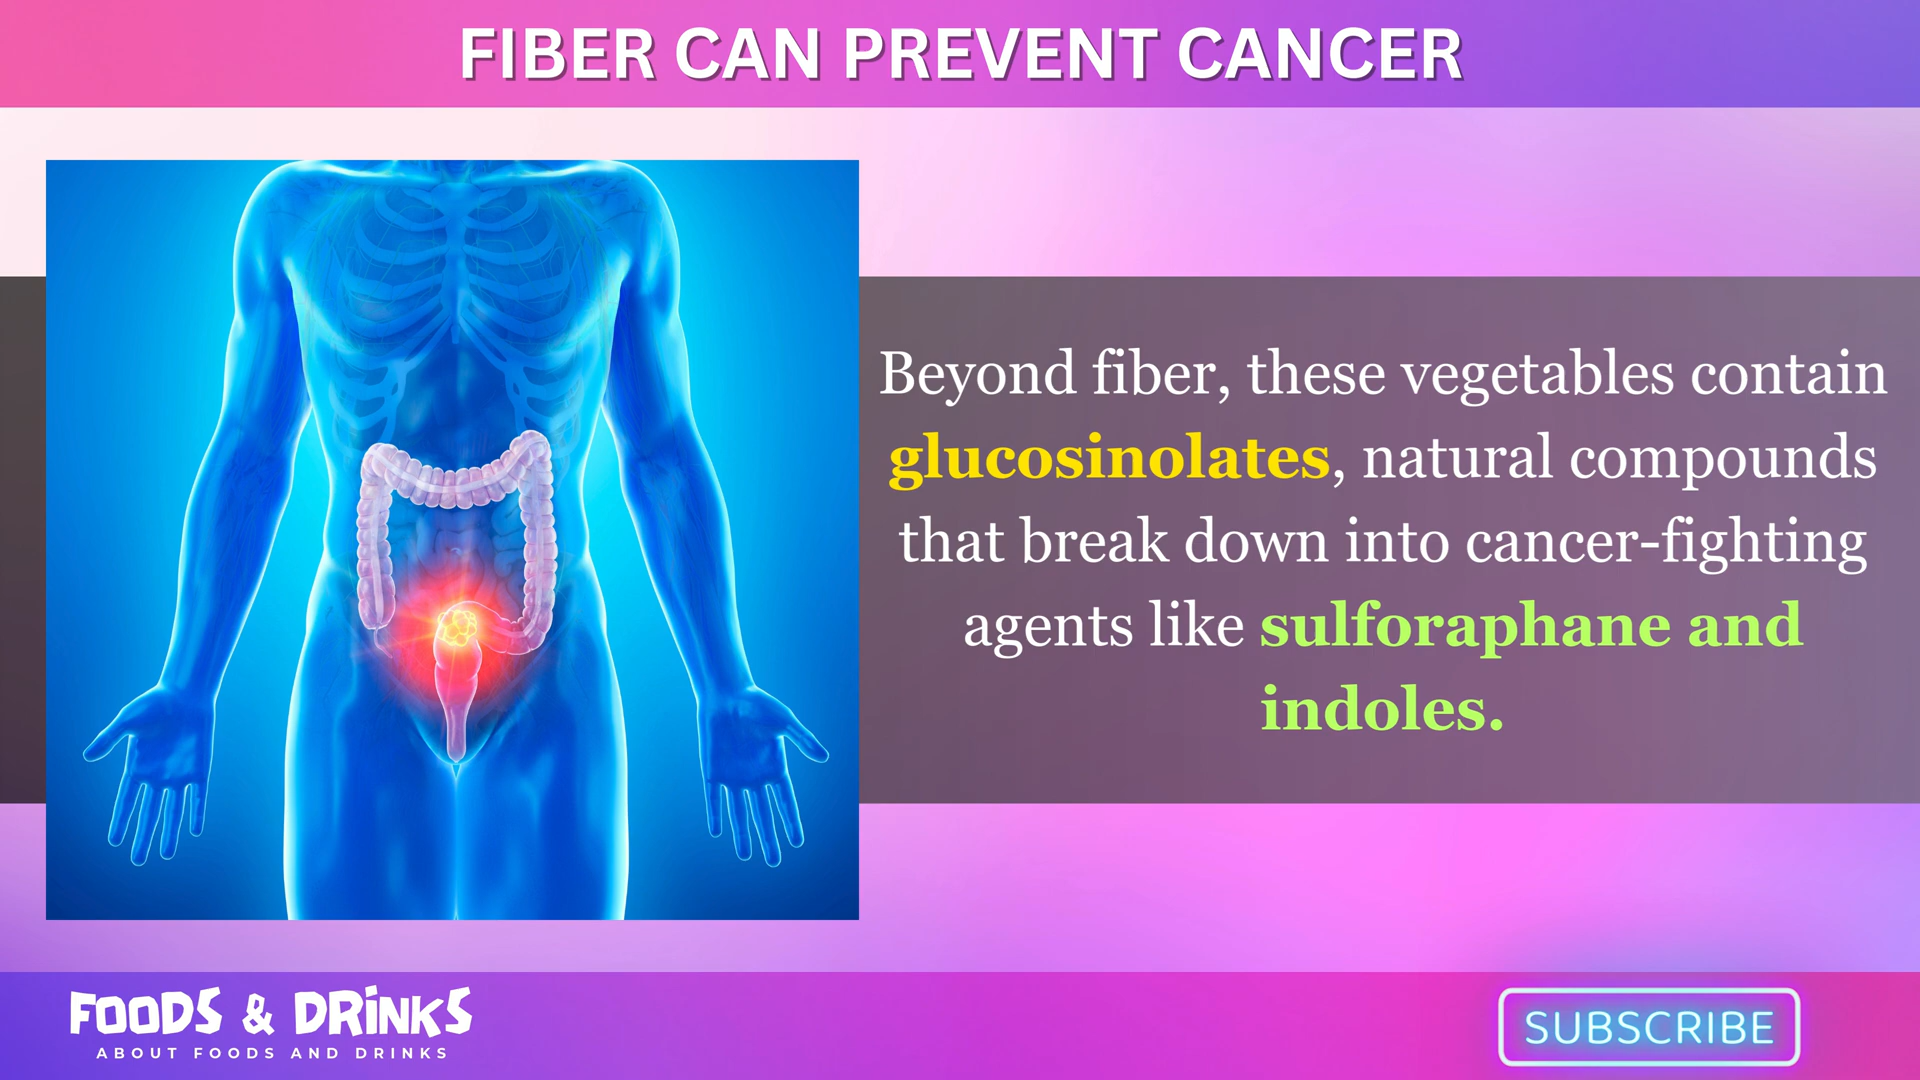 FIBER CAN PREVENT CANCER
Beyond fiber, these vegetables contain
glucosinolates, natural compounds
that break down into cancer-fighting
agents like sulforaphane and
indoles.
FOODS & DRiNKS
ABOUT FOODS AND DRINKS
SUBSCRIBE